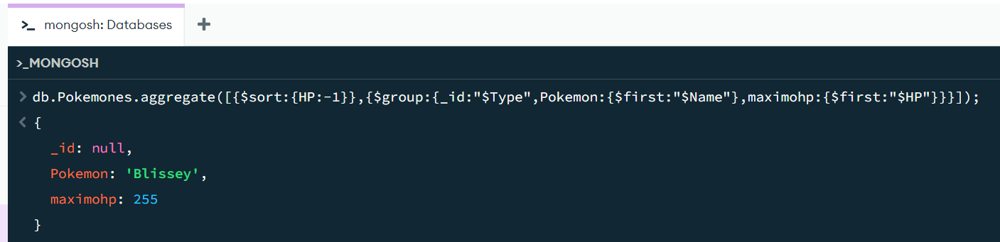 >_ mongosh: Databases +
>_MONGOSH
> db.Pokemones.aggregate([{$sort:{HP:-1}},{$group:{_id:"$Type",Pokemon:{$first:"$Name"},maximohp:{$first:"$HP"}}}]);
< {
_id: null,
Pokemon: 'Blissey',
maximohp: 255
}